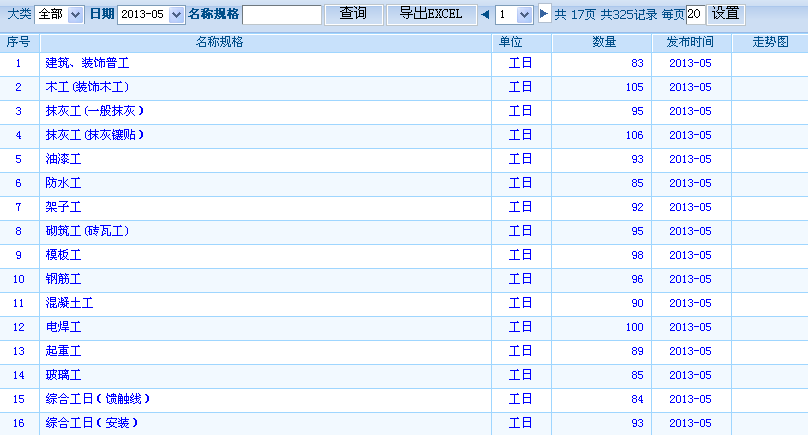 大类 全部 日期 2013-05 名称规格 查询 导出EXCEL 1 共 17页 共325记录 每页 20 设置
序号 名称规格 单位 数量 发布时间 走势图
1 建筑、装饰普工 工日 83 2013-05
2 木工(装饰木工) 工日 105 2013-05
3 抹灰工(一般抹灰) 工日 95 2013-05
4 抹灰工(抹灰镶贴) 工日 106 2013-05
5 油漆工 工日 93 2013-05
6 防水工 工日 85 2013-05
7 架子工 工日 92 2013-05
8 砌筑工(砖瓦工) 工日 95 2013-05
9 模板工 工日 98 2013-05
10 钢筋工 工日 96 2013-05
11 混凝土工 工日 90 2013-05
12 电焊工 工日 100 2013-05
13 起重工 工日 89 2013-05
14 玻璃工 工日 85 2013-05
15 综合工日(馈触线) 工日 84 2013-05
16 综合工日(安装) 工日 93 2013-05